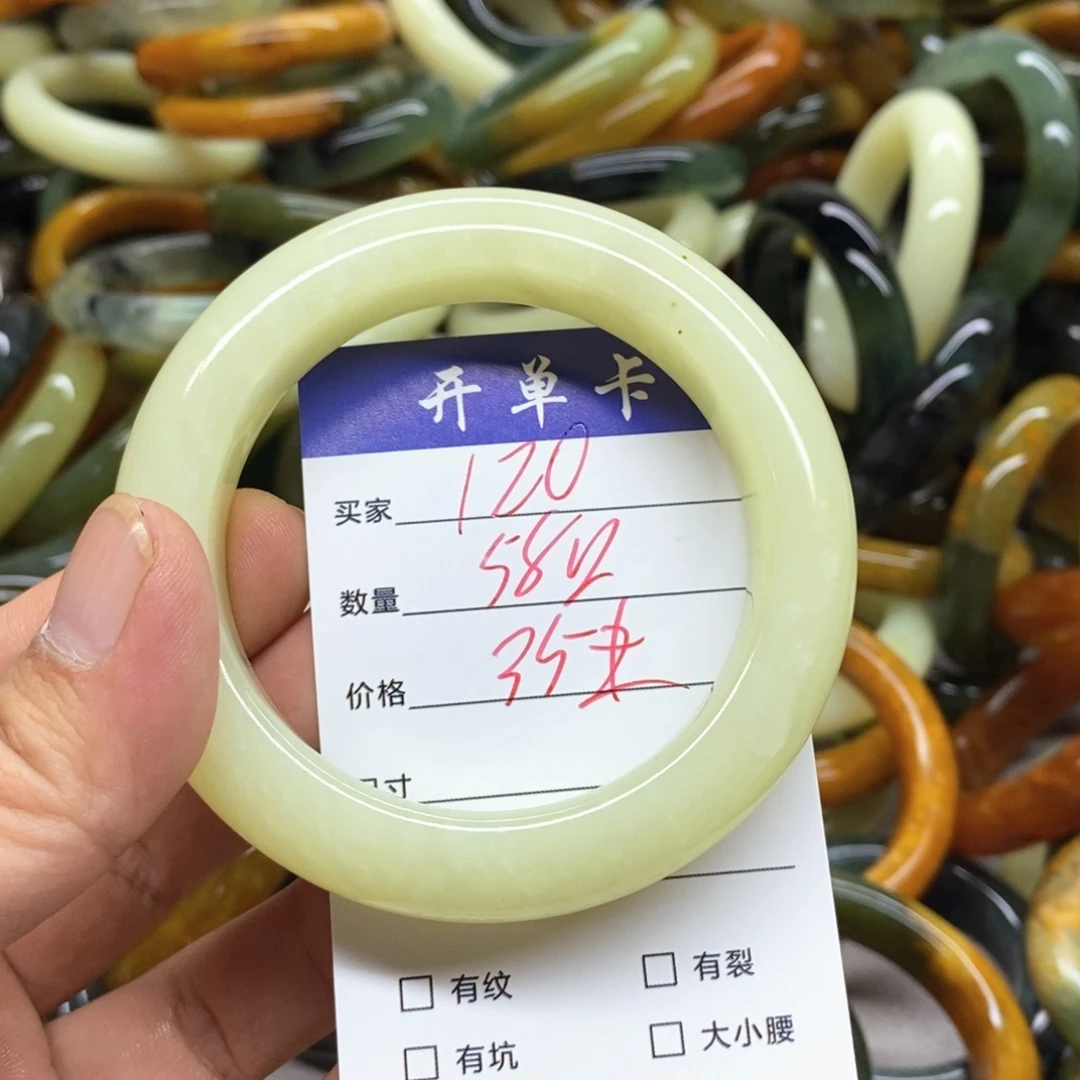 开单卡
买家 120
数量 58
价格 35
寸
有纹 有裂
有坑 大小腰